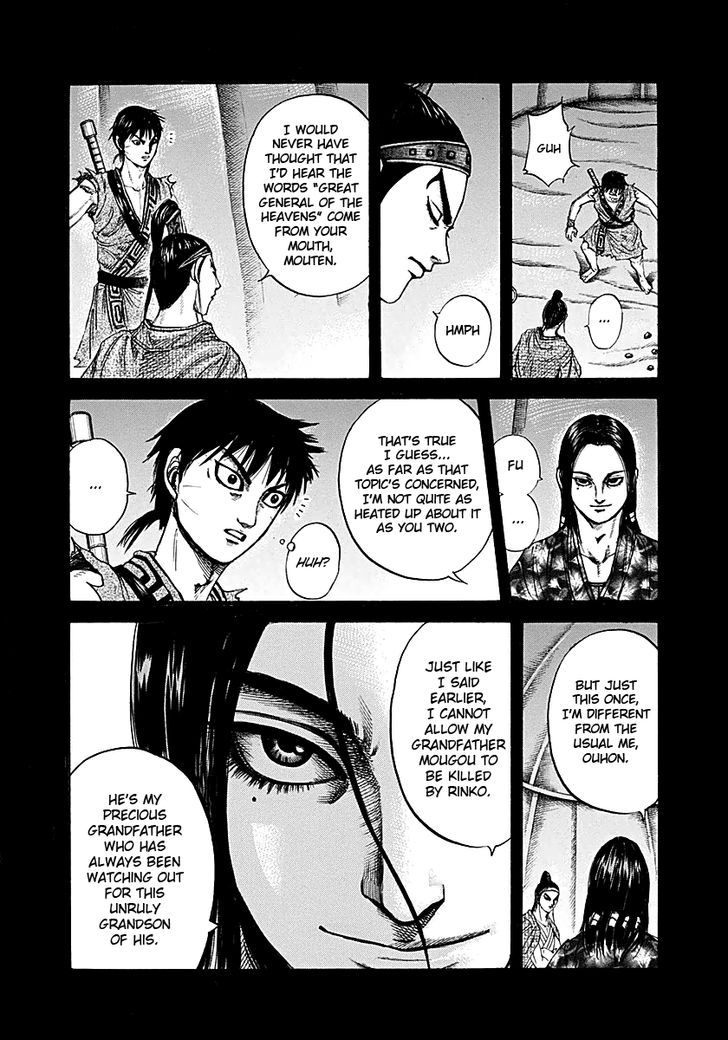 GUH
...
HMPH
I WOULD
NEVER HAVE
THOUGHT THAT
I'D HEAR THE
WORDS "GREAT
GENERAL OF THE
HEAVENS" COME
FROM YOUR
MOUTH,
MOUTEN.
FU
...
THAT'S TRUE
I GUESS...
AS FAR AS THAT
TOPIC'S CONCERNED,
I'M NOT QUITE AS
HEATED UP ABOUT IT
AS YOU TWO.
HUH?
...
BUT JUST
THIS ONCE,
I'M DIFFERENT
FROM THE
USUAL ME,
OUHON.
JUST LIKE
I SAID
EARLIER,
I CANNOT
ALLOW MY
GRANDFATHER
MOUGOU TO
BE KILLED
BY RINKO.
HE'S MY
PRECIOUS
GRANDFATHER
WHO HAS
ALWAYS BEEN
WATCHING OUT
FOR THIS
UNRULY
GRANDSON
OF HIS.